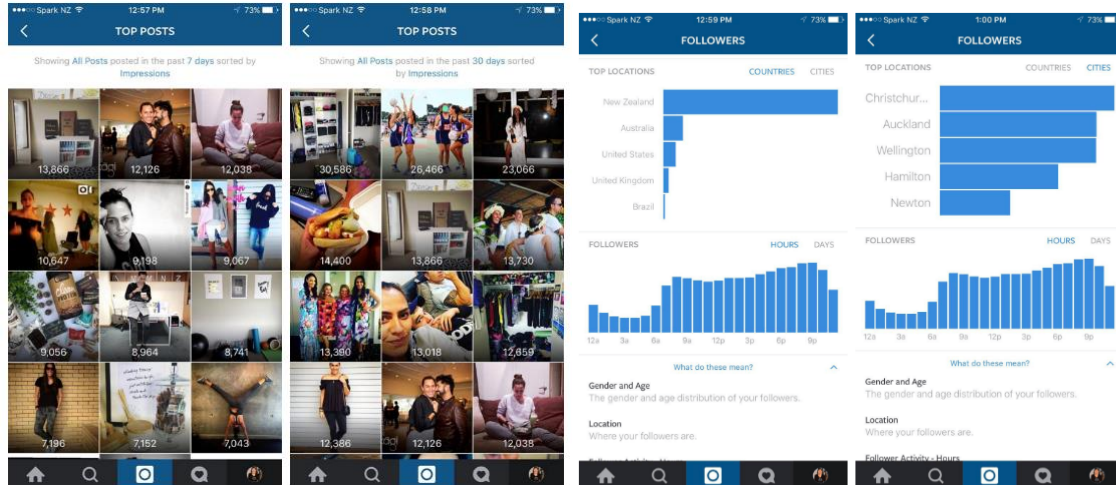 Spark NZ 12:57 PM 73%
TOP POSTS
Showing All Posts posted in the past 7 days sorted by
Impressions
13,866 12,126 12,038
10,647 9,198 9,067
9,056 8,964 8,741
7,196 7,152 7,043
Spark NZ 12:58 PM 73%
TOP POSTS
Showing All Posts posted in the past 30 days sorted
by Impressions
30,586 26,466 23,066
14,400 13,866 13,730
13,390 13,018 12,659
12,386 12,126 12,038
Spark NZ 12:59 PM 73%
FOLLOWERS
TOP LOCATIONS COUNTRIES CITIES
New Zealand
Australia
United States
United Kingdom
Brazil
FOLLOWERS HOURS DAYS
12a 3a 6a 9a 12p 3p 6p 9p
What do these mean?
Gender and Age
The gender and age distribution of your followers.
Location
Where your followers are.
Spark NZ 1:00 PM 73%
FOLLOWERS
TOP LOCATIONS COUNTRIES CITIES
Christchur...
Auckland
Wellington
Hamilton
Newton
FOLLOWERS HOURS DAYS
12a 3a 6a 9a 12p 3p 6p 9p
What do these mean?
Gender and Age
The gender and age distribution of your followers.
Location
Where your followers are.
Follower Activity - Hours